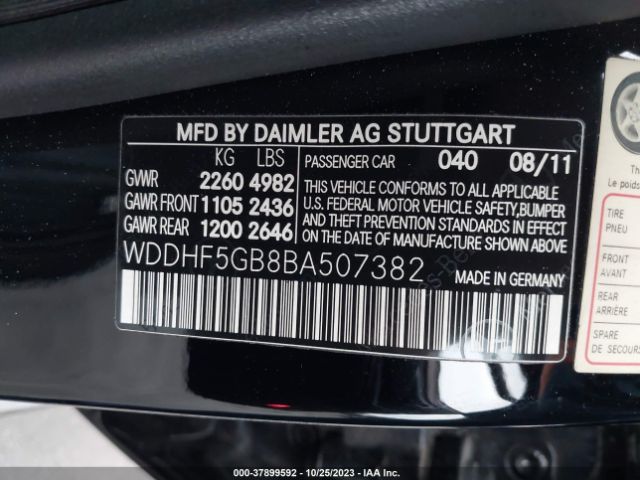 MFD BY DAIMLER AG STUTTGART
KG LBS PASSENGER CAR 040 08/11
GVWR 2260 4982
GAWR FRONT 1105 2436
GAWR REAR 1200 2646
THIS VEHICLE CONFORMS TO ALL APPLICABLE
U.S. FEDERAL MOTOR VEHICLE SAFETY,BUMPER
AND THEFT PREVENTION STANDARDS IN EFFECT
ON THE DATE OF MANUFACTURE SHOWN ABOVE.
WDDHF5GB8BA507382
MADE IN GERMANY
Le poids
TIRE
PNEU
FRONT
AVANT
REAR
ARRIÈRE
SPARE
DE SECOURS
000-37899592 - 10/25/2023 - IAA Inc.